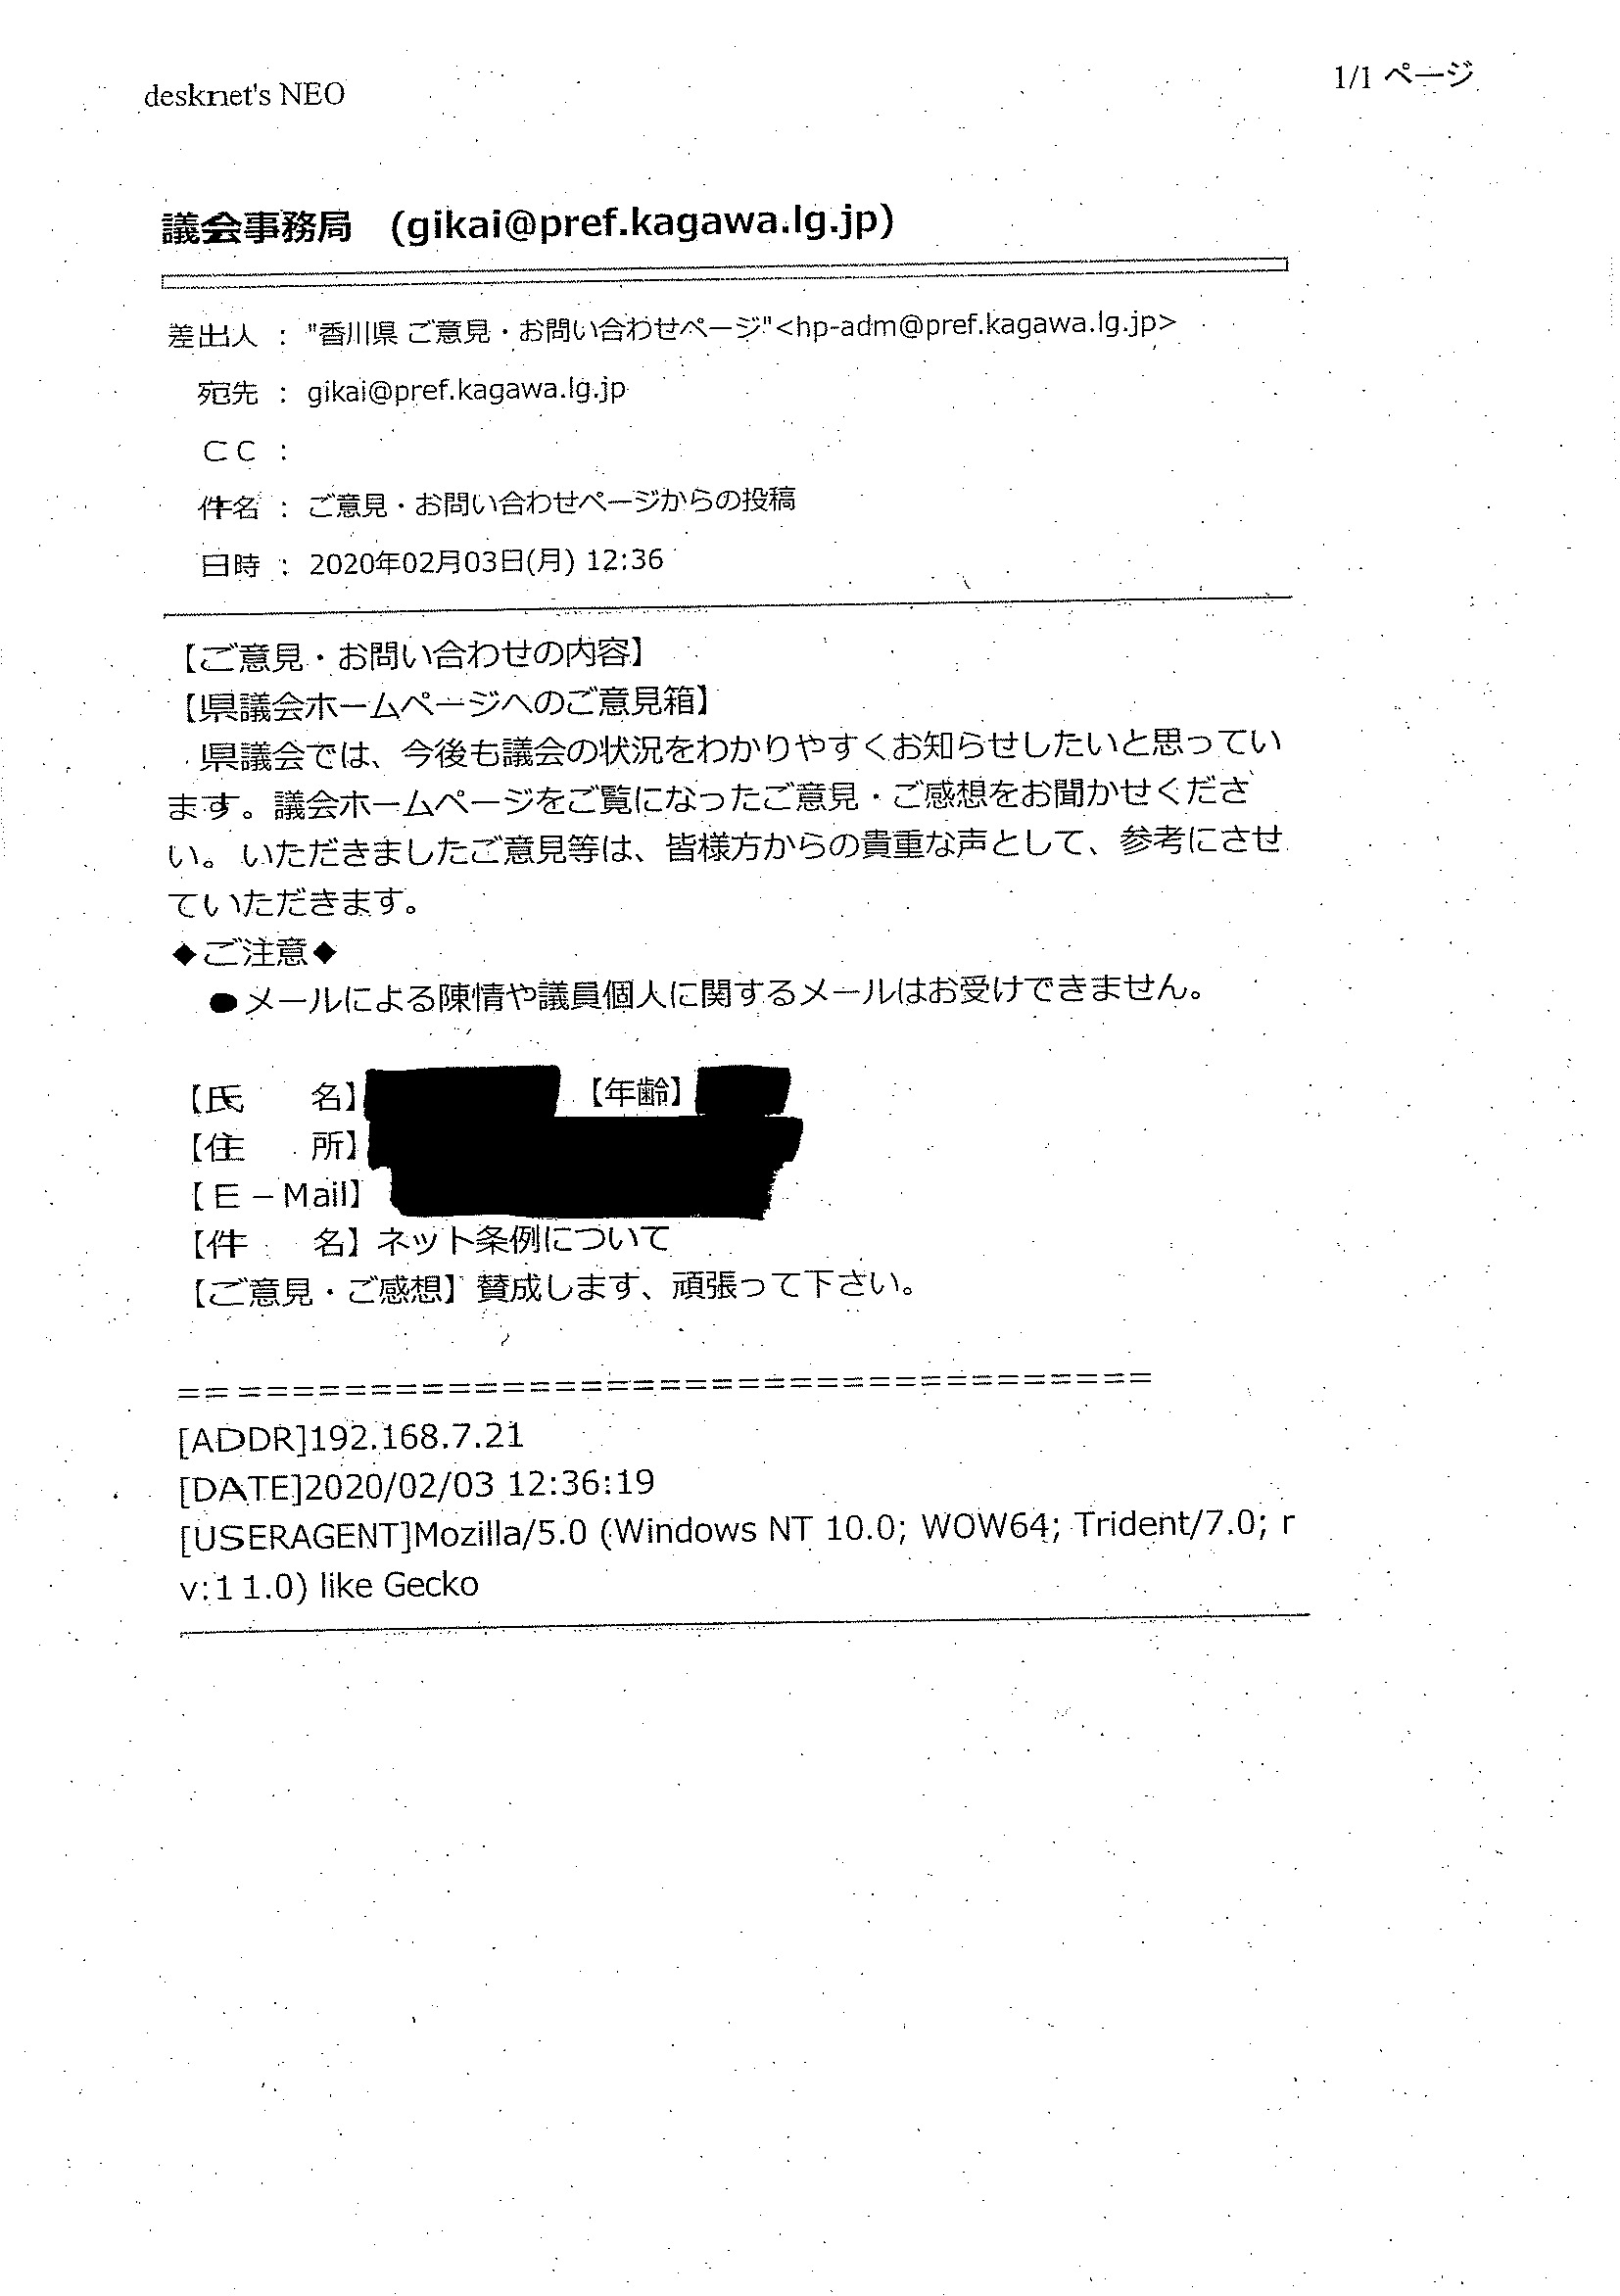 desknet's NEO
1/1 ページ
議会事務局 (gikai@pref.kagawa.lg.jp)
差出人 : "香川県 ご意見・お問い合わせページ"<hp-adm@pref.kagawa.lg.jp>
宛先 : gikai@pref.kagawa.lg.jp
ＣＣ :
件名 : ご意見・お問い合わせページからの投稿
日時 : 2020年02月03日(月) 12:36
【ご意見・お問い合わせの内容】
【県議会ホームページへのご意見箱】
県議会では、今後も議会の状況をわかりやすくお知らせしたいと思ってい
ます。議会ホームページをご覧になったご意見・ご感想をお聞かせくださ
い。いただきましたご意見等は、皆様方からの貴重な声として、参考にさせ
ていただきます。
◆ご注意◆
●メールによる陳情や議員個人に関するメールはお受けできません。
【氏　　名】 【年齢】
【住　　所】
【Ｅ－Mail】
【件　　名】ネット条例について
【ご意見・ご感想】賛成します、頑張って下さい。
======================================
[ADDR]192.168.7.21
[DATE]2020/02/03 12:36:19
[USERAGENT]Mozilla/5.0 (Windows NT 10.0; WOW64; Trident/7.0; r
v:11.0) like Gecko